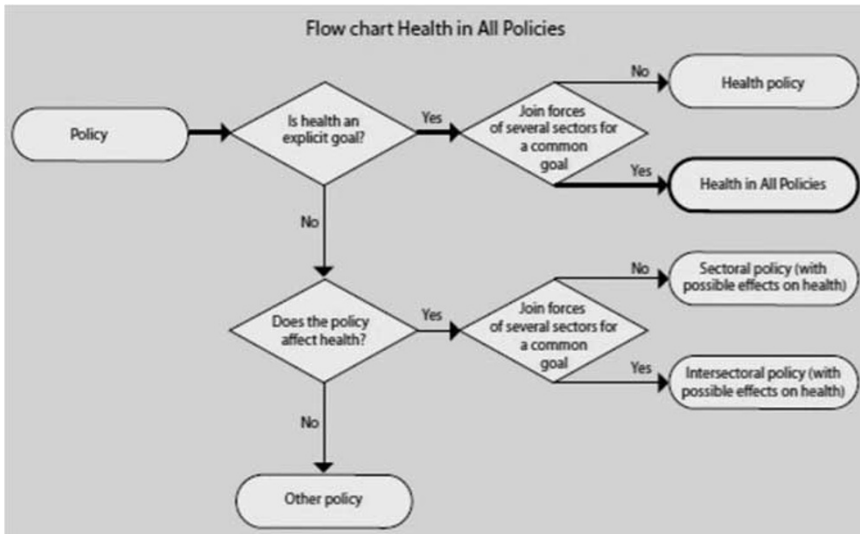 Flow chart Health in All Policies
Policy
Is health an
explicit goal?
Yes
Join forces
of several sectors for
a common
goal
No
Health policy
Yes
Health in All Policies
No
Does the policy
affect health?
Yes
Join forces
of several sectors for
a common
goal
No
Sectoral policy (with
possible effects on health)
Yes
Intersectoral policy (with
possible effects on health)
No
Other policy